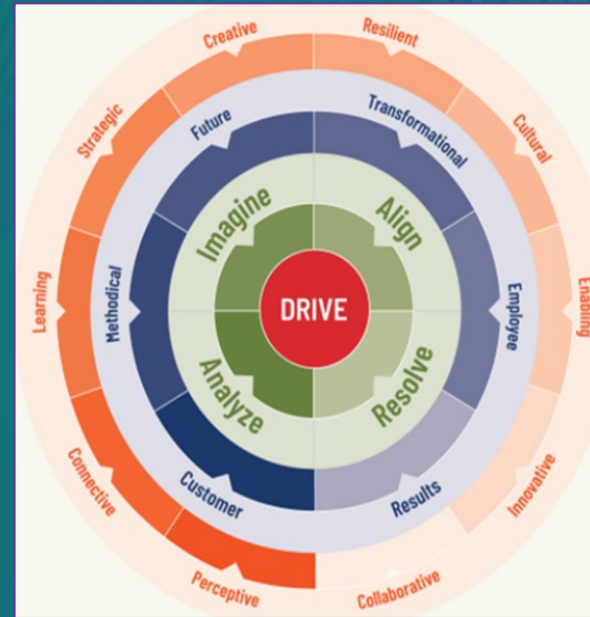 Creative
Resilient
Strategic
Cultural
Future
Transformational
Imagine
Align
Learning
Methodical
DRIVE
Employee
Enabling
Analyze
Resolve
Connective
Customer
Results
Innovative
Perceptive
Collaborative